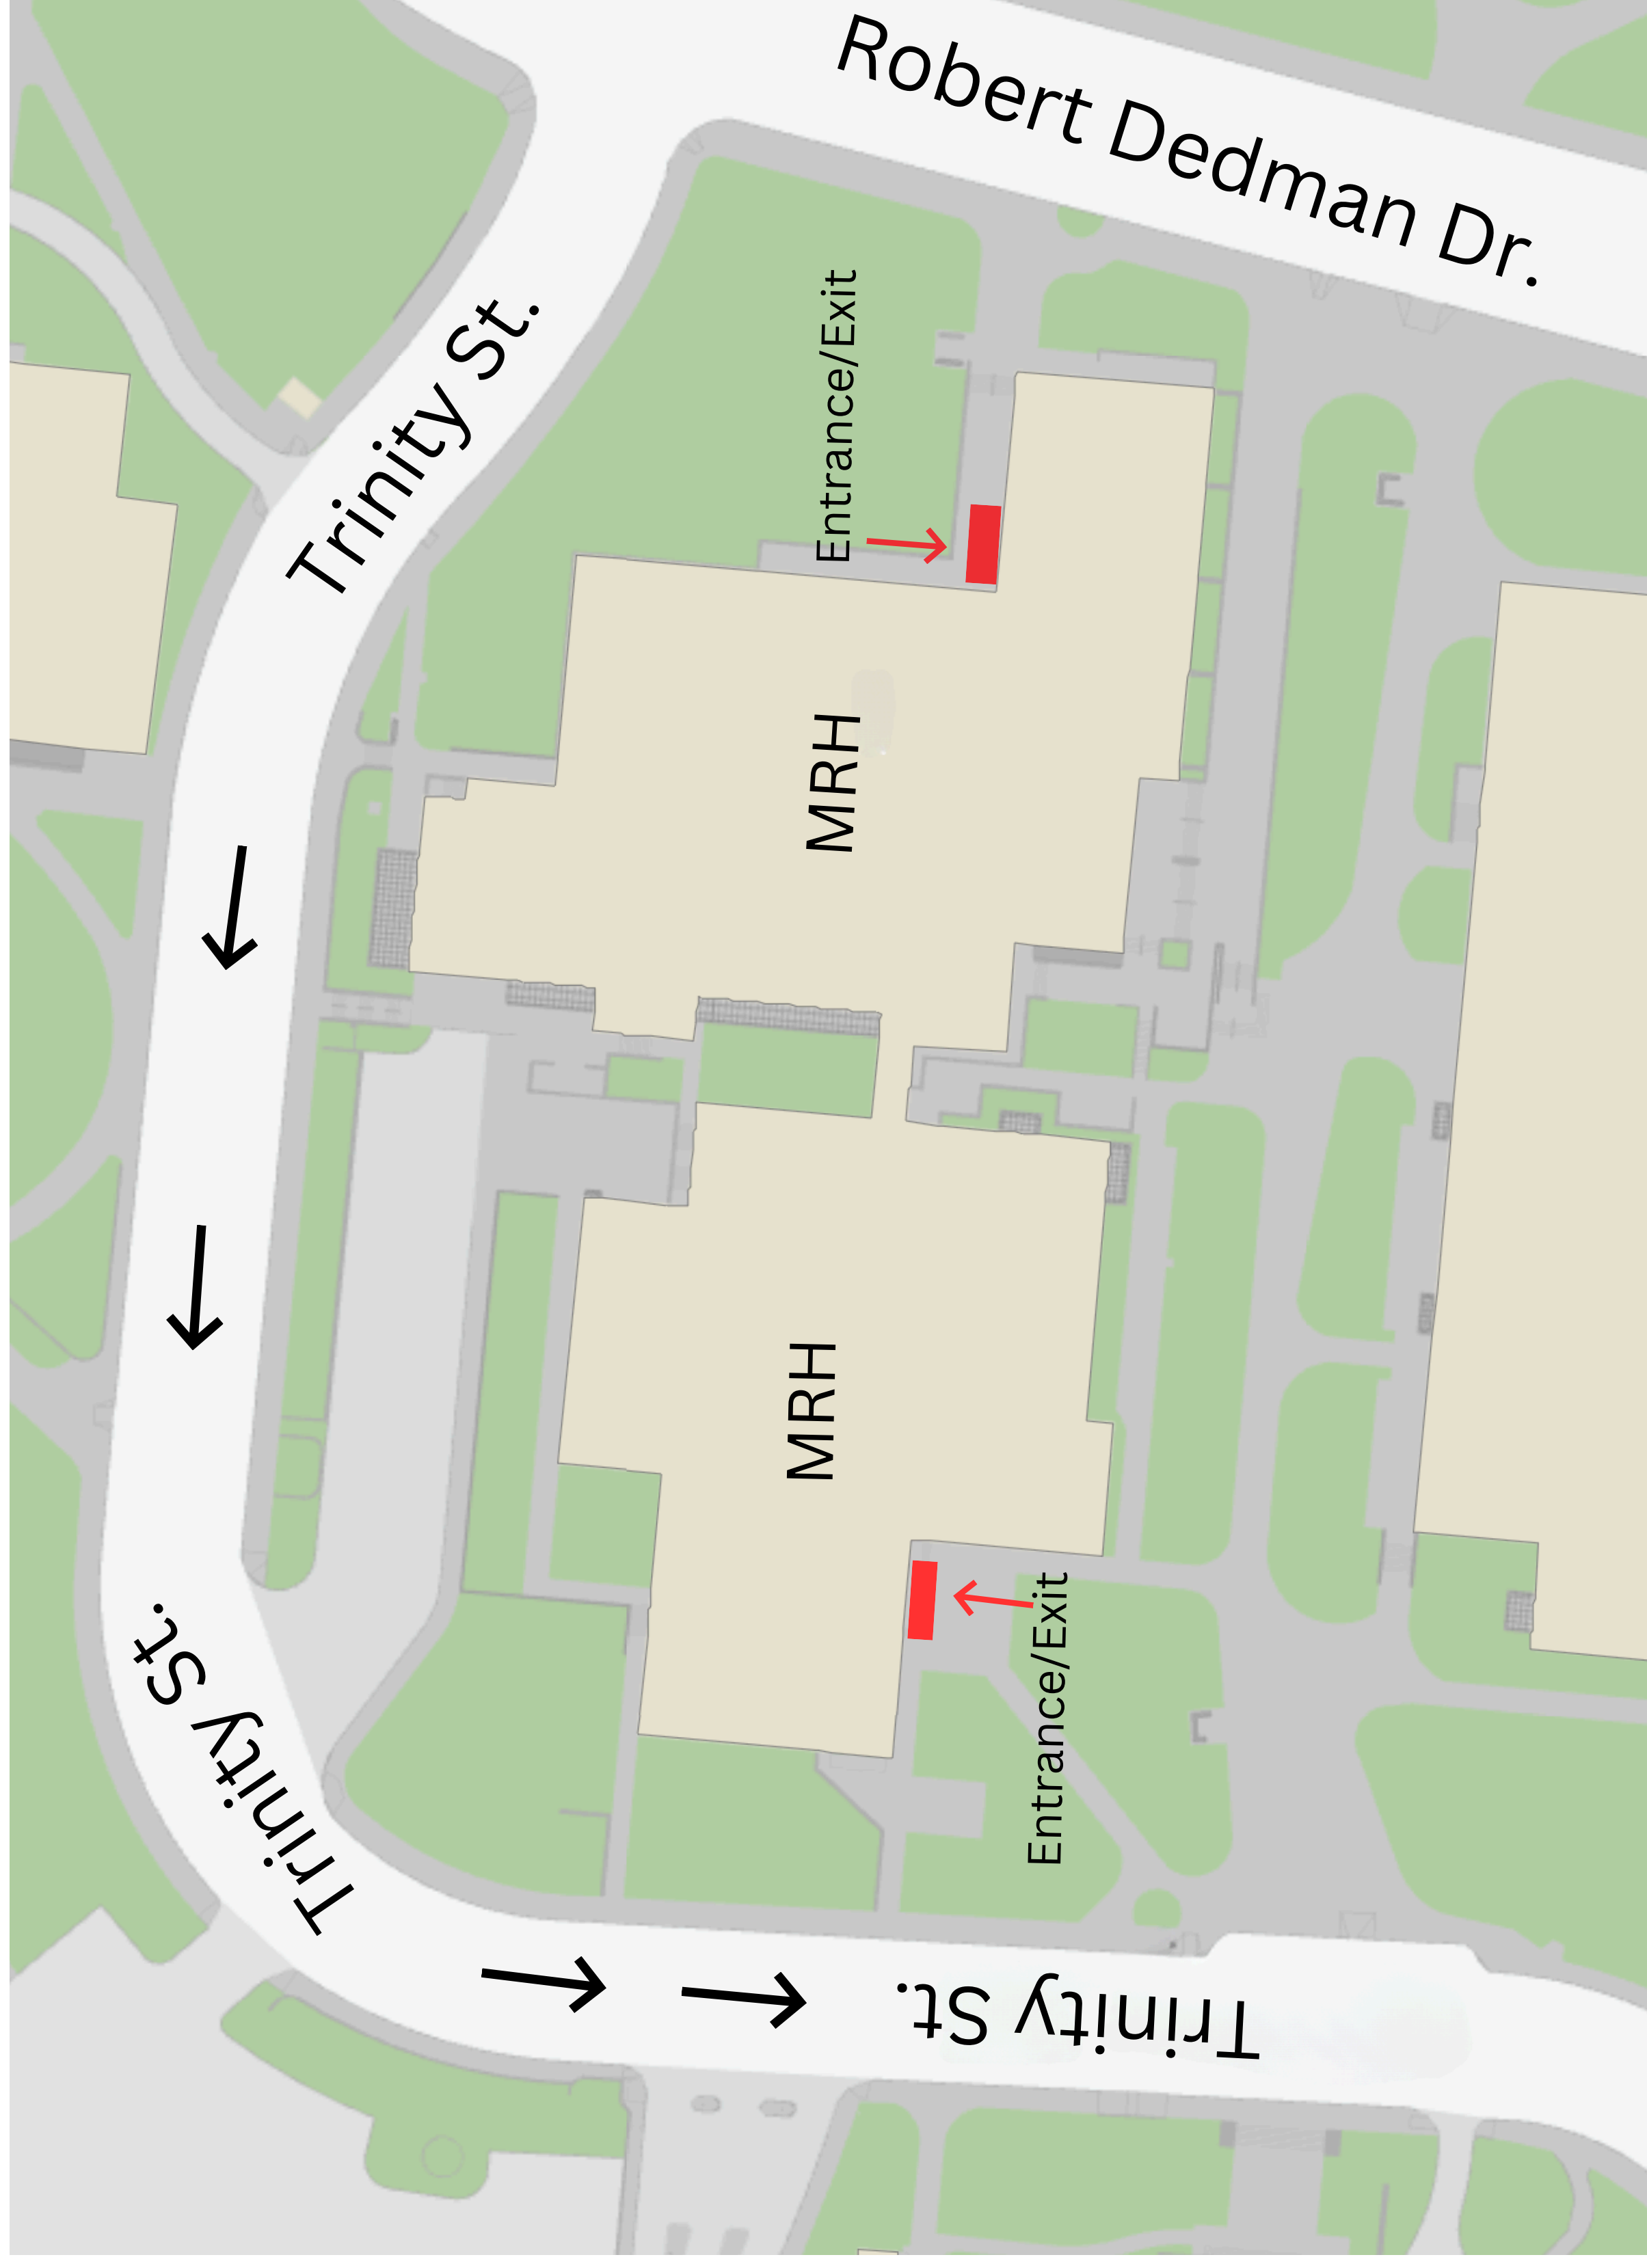 Robert Dedman Dr.
Trinity St.
Entrance/Exit
MRH
MRH
Entrance/Exit
Trinity St.
Trinity St.